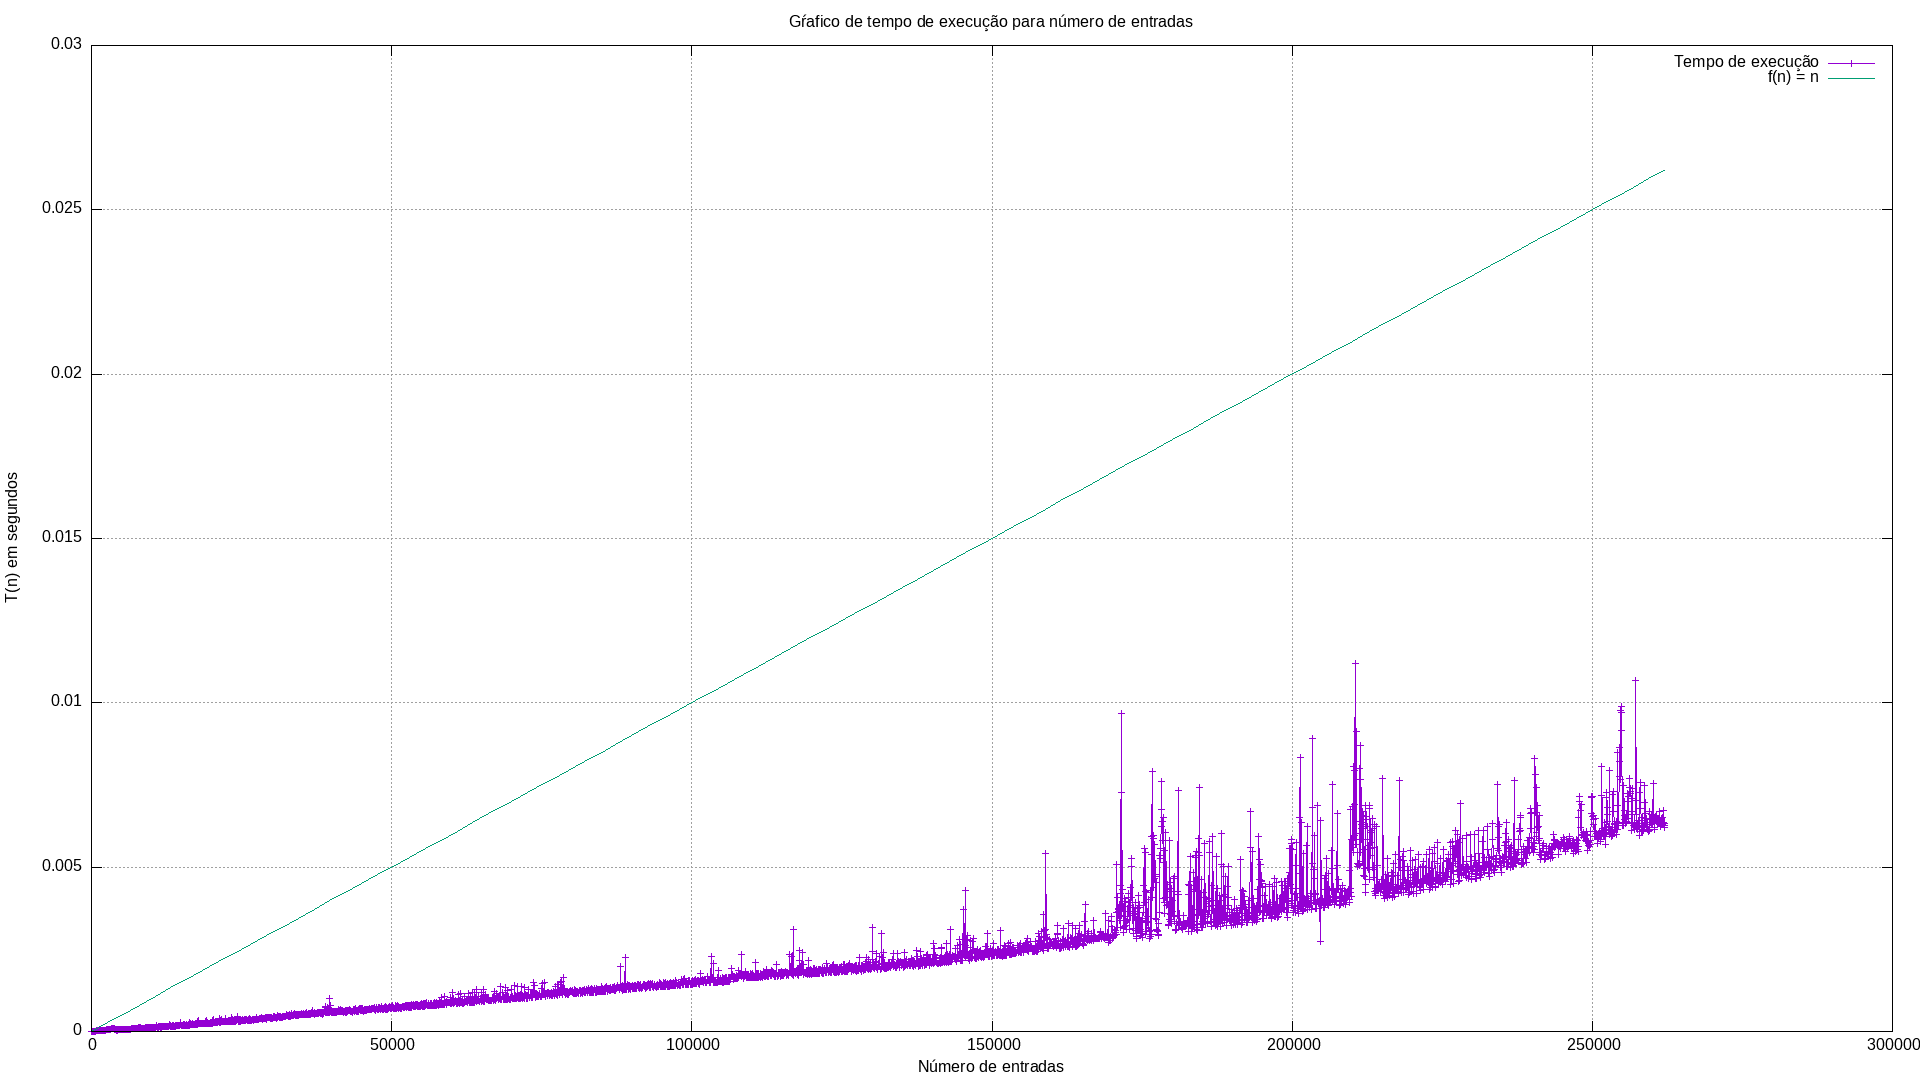 Gŕafico de tempo de execução para número de entradas
Tempo de execução
f(n) = n
0.03
0.025
0.02
0.015
0.01
0.005
0
T(n) em segundos
0 50000 100000 150000 200000 250000 300000
Número de entradas